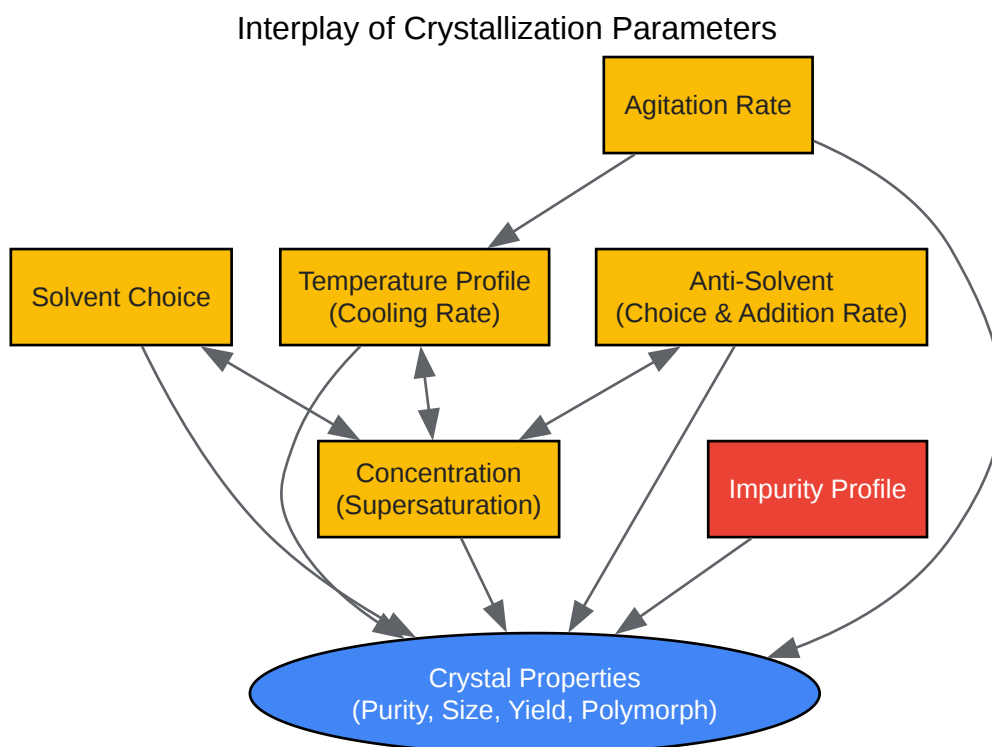 Interplay of Crystallization Parameters
Agitation Rate
Solvent Choice
Temperature Profile
(Cooling Rate)
Anti-Solvent
(Choice & Addition Rate)
Concentration
(Supersaturation)
Impurity Profile
Crystal Properties
(Purity, Size, Yield, Polymorph)